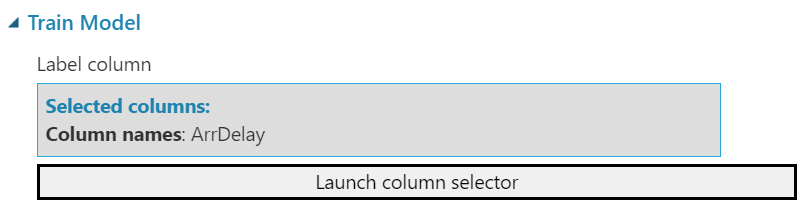 Train Model
Label column
Selected columns:
Column names: ArrDelay
Launch column selector